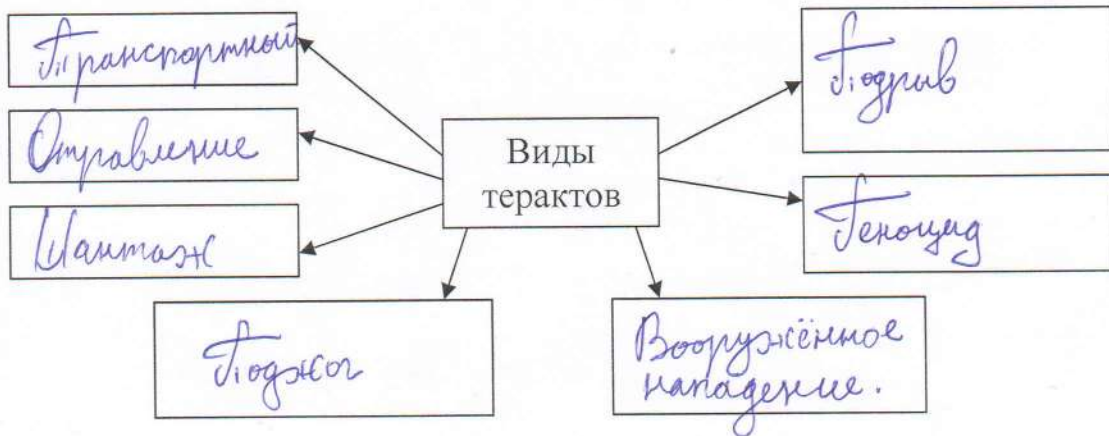 Транспортный
Отравление
Шантаж
Поджог
Виды
терактов
Подрыв
Геноцид
Вооружённое
нападение.